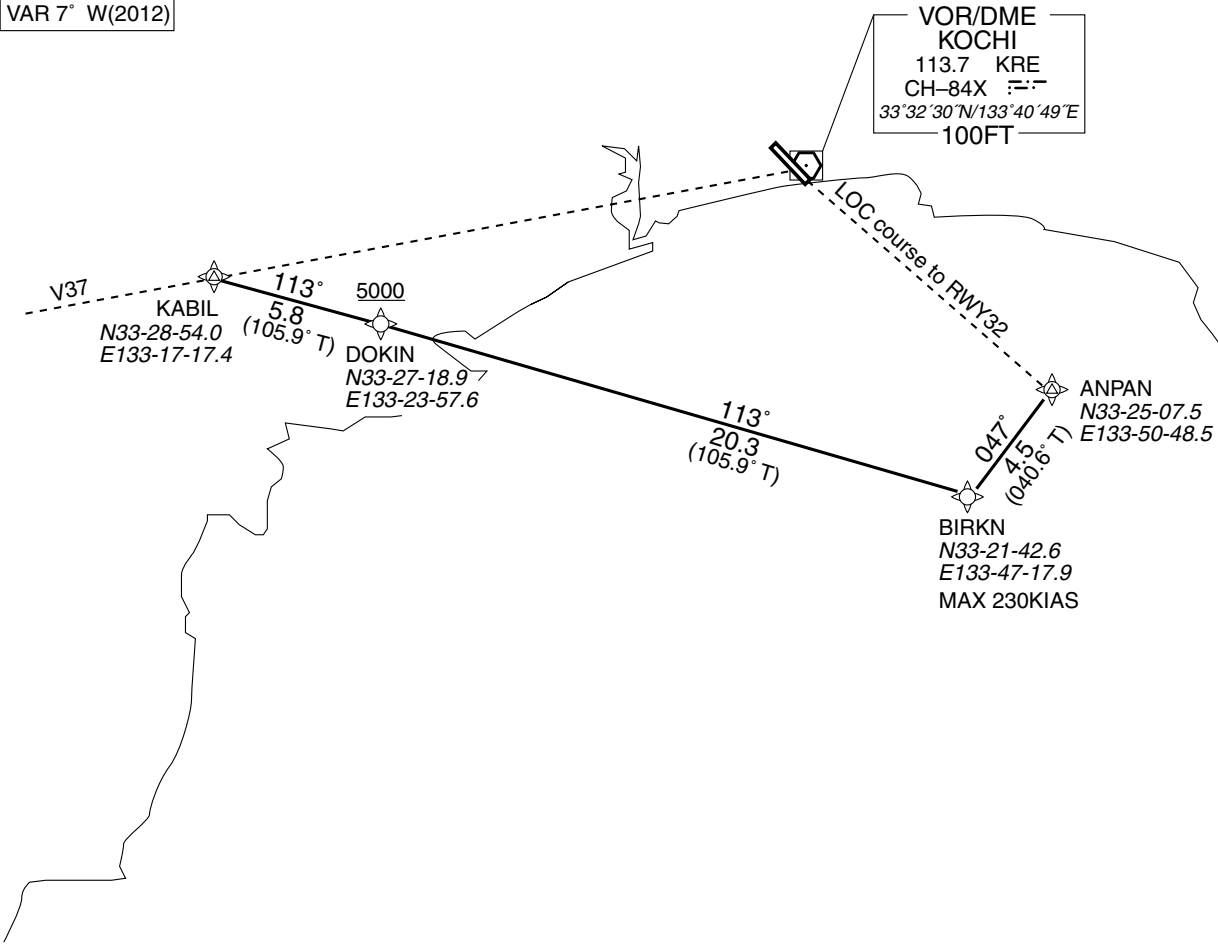 VAR 7° W(2012)
VOR/DME
KOCHI
113.7 KRE
CH–84X
33°32´30˝N/133°40´49˝E
100FT
LOC course to RWY32
V37
KABIL
N33-28-54.0
E133-17-17.4
113°
5.8
(105.9° T)
5000
DOKIN
N33-27-18.9
E133-23-57.6
113°
20.3
(105.9° T)
ANPAN
N33-25-07.5
E133-50-48.5
047°
4.5
(040.6° T)
BIRKN
N33-21-42.6
E133-47-17.9
MAX 230KIAS